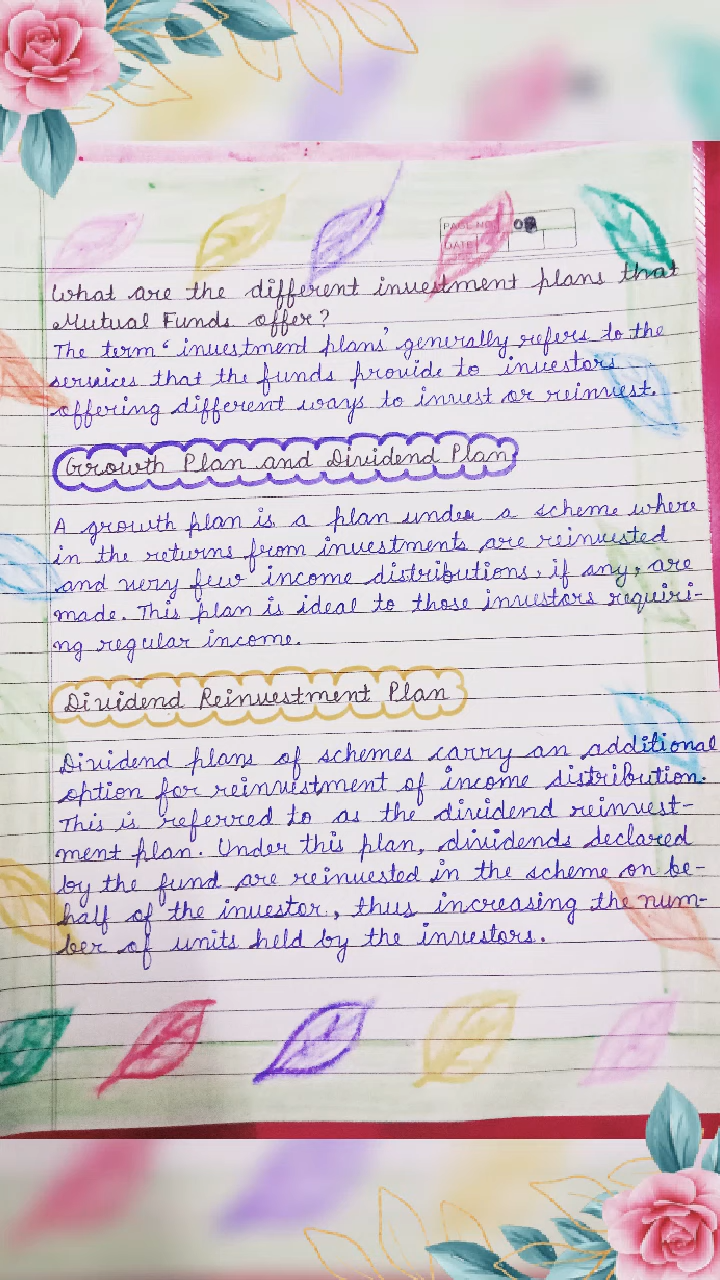 PAGE NO. 08
DATE
What are the different investment plans that
Mutual Funds offer?
The term 'investment plans' generally refers to the
services that the funds provide to investors
offering different ways to invest or reinvest.
Growth Plan and Dividend Plan
A growth plan is a plan under a scheme where
in the returns from investments are reinvested
and very few income distributions, if any, are
made. This plan is ideal to those investors requiri-
ng regular income.
Dividend Reinvestment Plan
Dividend plans of schemes carry an additional
option for reinvestment of income distribution.
This is referred to as the dividend reinvest-
ment plan. Under this plan, dividends declared
by the fund are reinvested in the scheme on be-
half of the investor, thus increasing the num-
ber of units held by the investors.